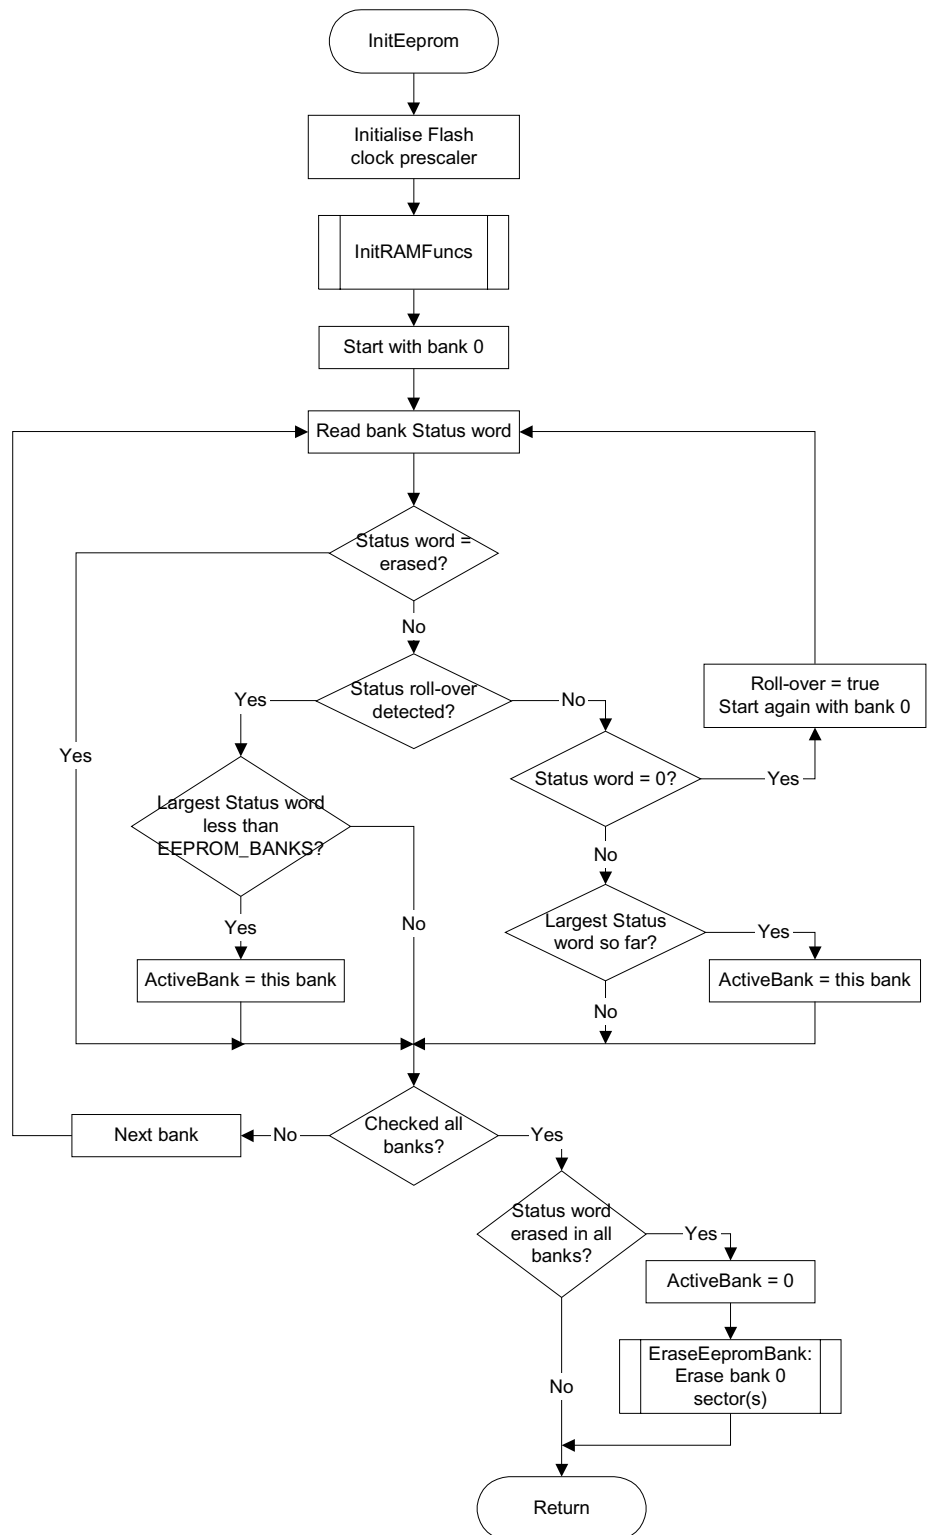 InitEeprom
Initialise Flash
clock prescaler
InitRAMFuncs
Start with bank 0
Read bank Status word
Status word =
erased?
No
Status roll-over
detected?
Yes
No
Roll-over = true
Start again with bank 0
Yes
Status word = 0?
Yes
Largest Status word
less than
EEPROM_BANKS?
No
Yes
No
Largest Status
word so far?
Yes
ActiveBank = this bank
ActiveBank = this bank
No
Checked all
banks?
No
Next bank
Yes
Status word
erased in all
banks?
Yes
ActiveBank = 0
EraseEepromBank:
Erase bank 0
sector(s)
No
Return